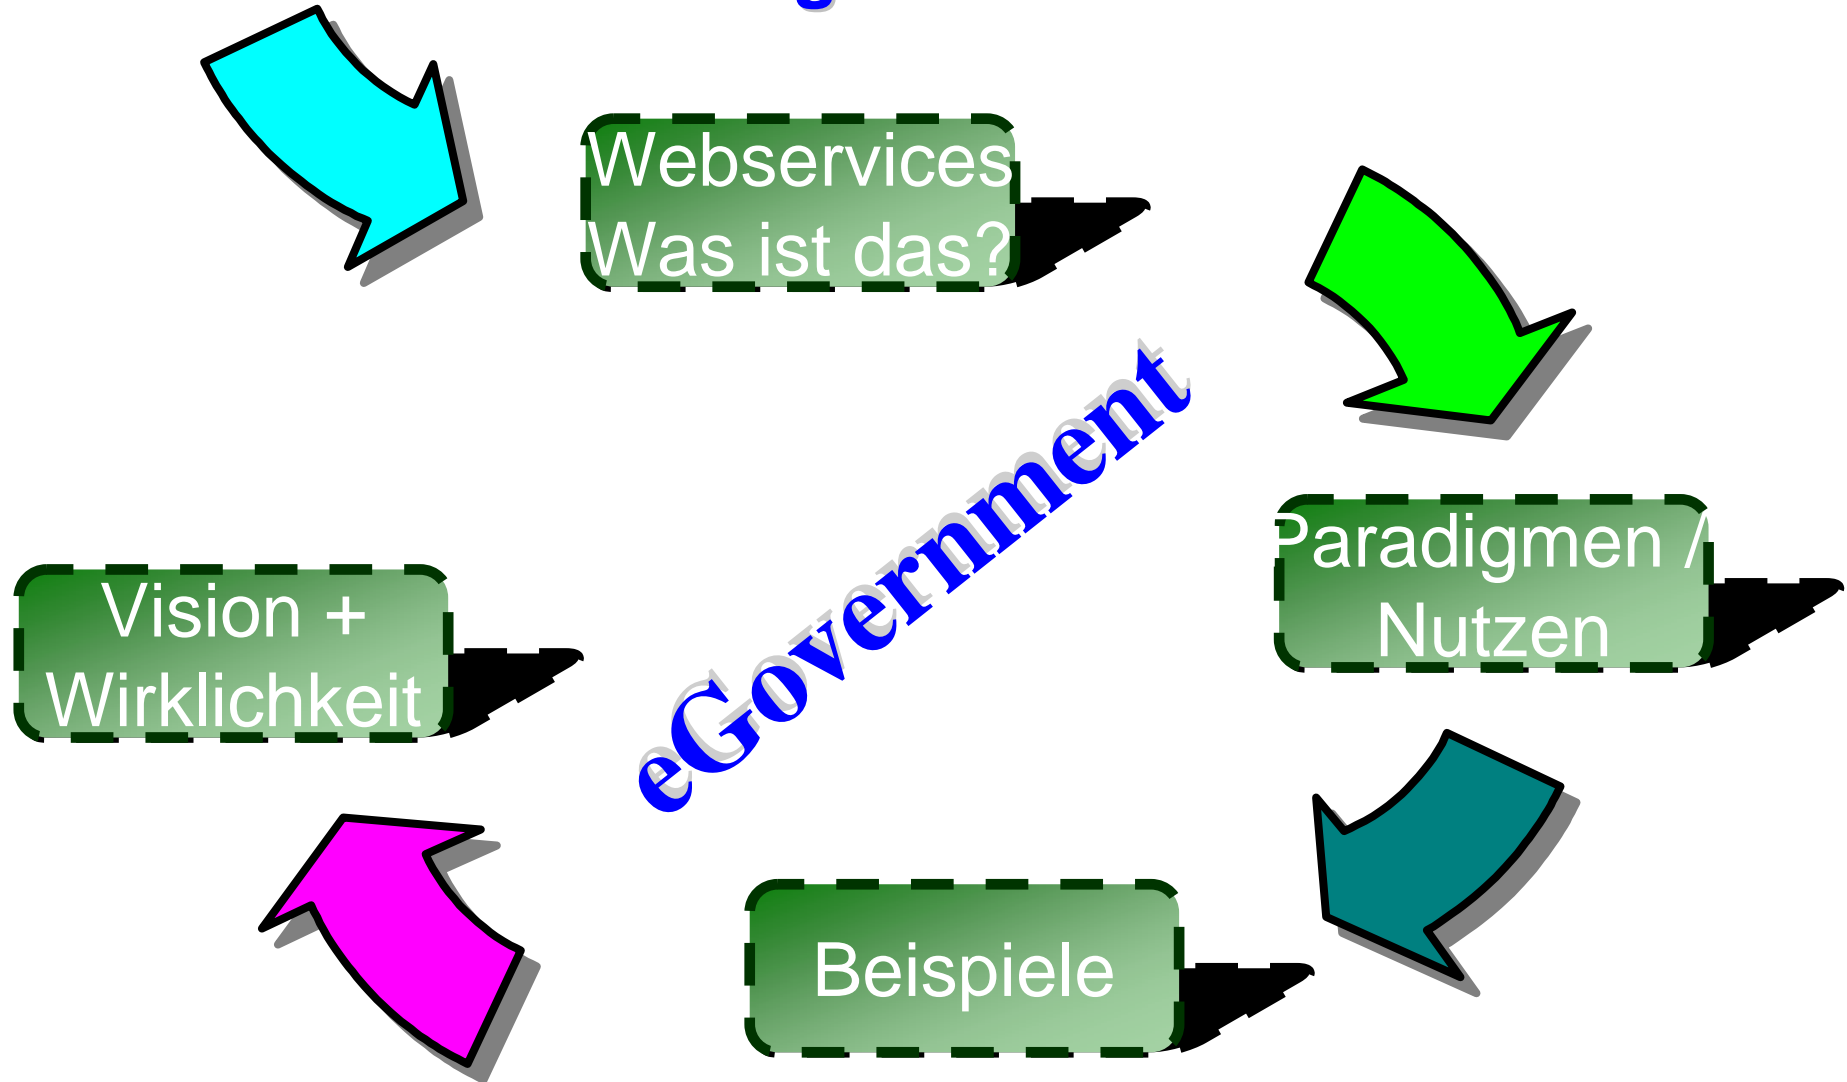 Webservices
Was ist das?
eGovernment
Paradigmen /
Nutzen
Vision +
Wirklichkeit
Beispiele